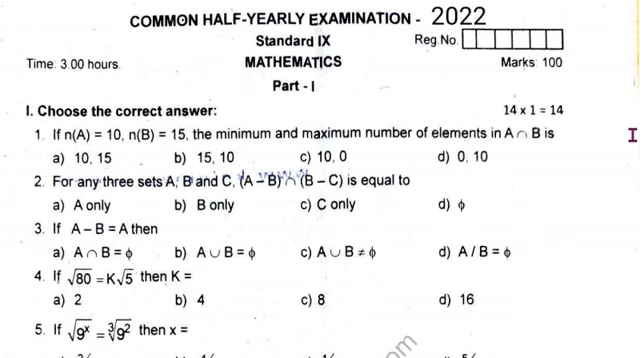 COMMON HALF-YEARLY EXAMINATION - 2022
Standard IX Reg.No.
Time: 3.00 hours. MATHEMATICS Marks: 100
Part - I
I. Choose the correct answer: 14 x 1 = 14
1. If n(A) = 10, n(B) = 15, the minimum and maximum number of elements in A ∩ B is
a) 10, 15 b) 15, 10 c) 10, 0 d) 0, 10
2. For any three sets A, B and C, (A – B) ∩ (B – C) is equal to
a) A only b) B only c) C only d) ϕ
3. If A – B = A then
a) A ∩ B = ϕ b) A ∪ B = ϕ c) A ∪ B ≠ ϕ d) A / B = ϕ
4. If √80 = K√5 then K =
a) 2 b) 4 c) 8 d) 16
5. If √9ˣ = ∛9² then x =
I